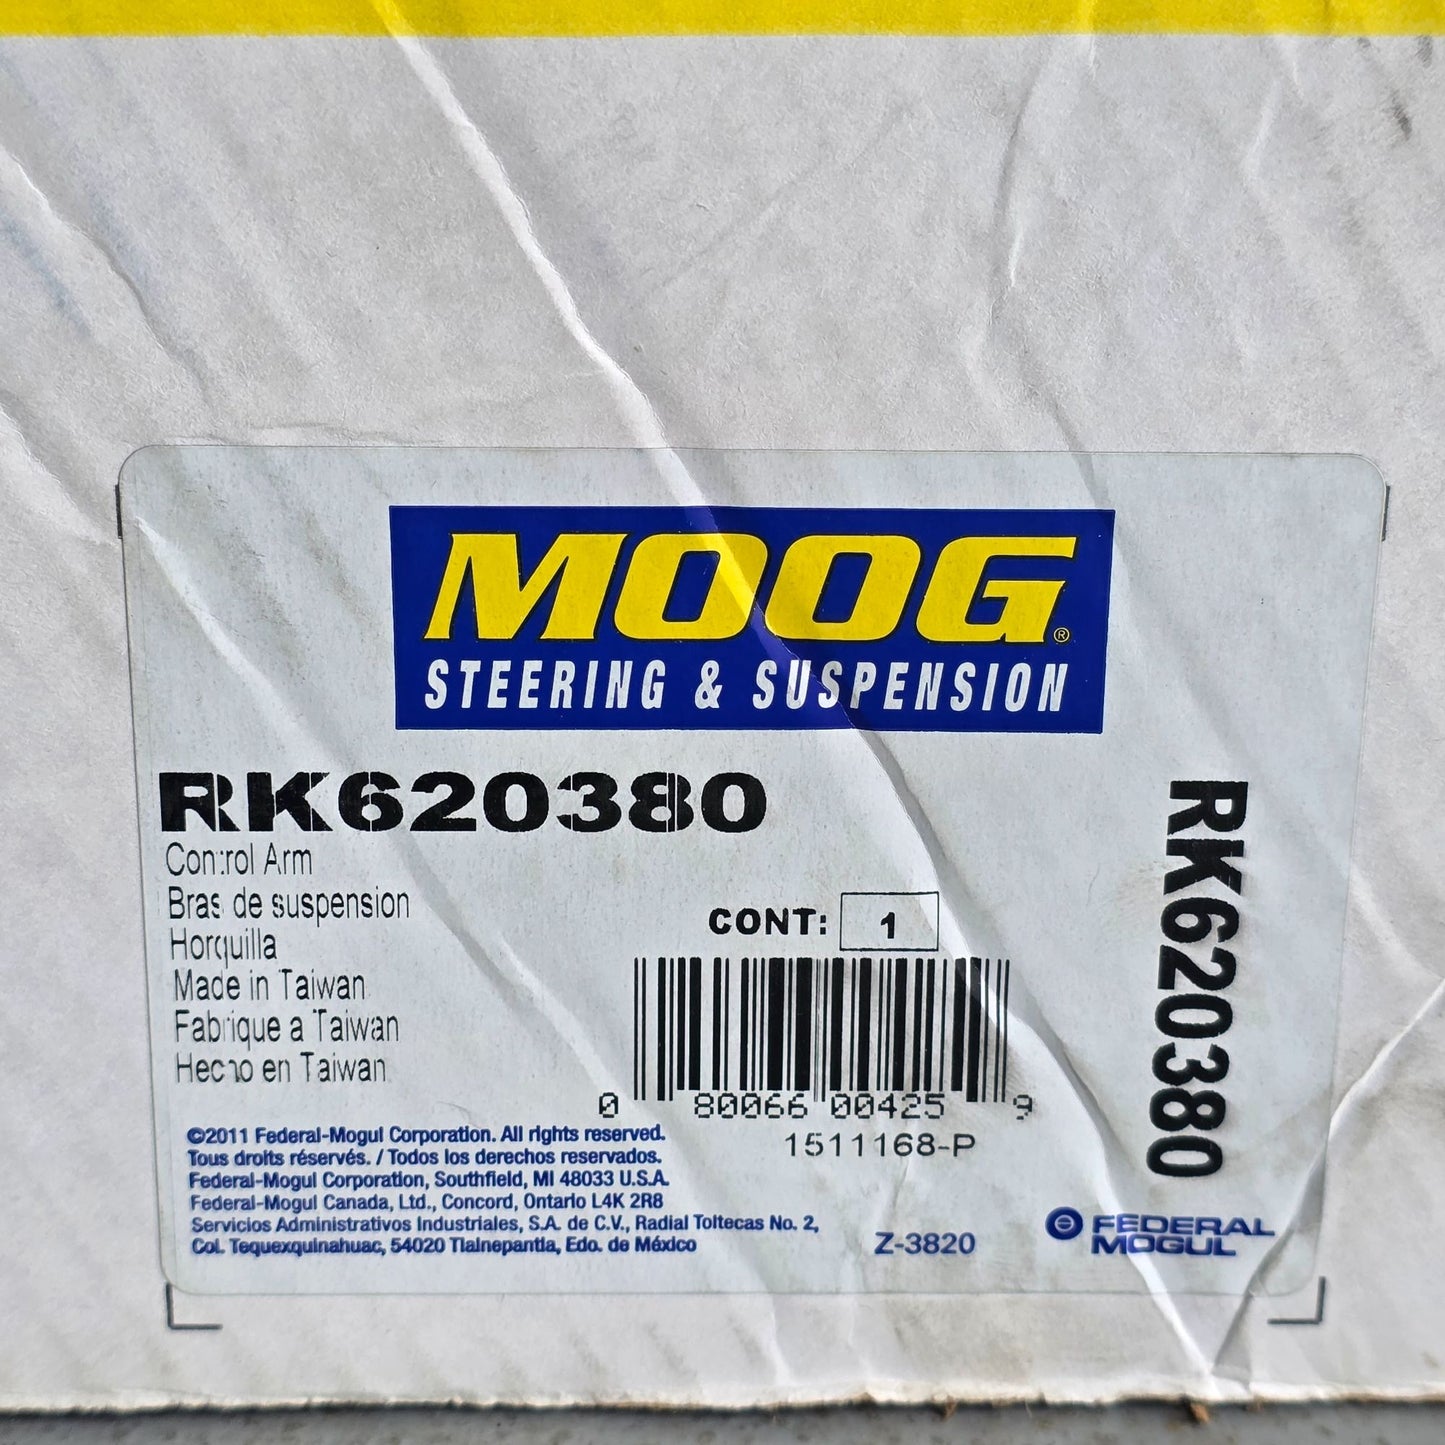 MOOG®
STEERING & SUSPENSION
RK620380
Control Arm
Bras de suspension
Horquilla
Made in Taiwan
Fabrique a Taiwan
Hecho en Taiwan
CONT: 1
0 80066 00425 9
1511168-P
RK620380
©2011 Federal-Mogul Corporation. All rights reserved.
Tous droits réservés. / Todos los derechos reservados.
Federal-Mogul Corporation, Southfield, MI 48033 U.S.A.
Federal-Mogul Canada, Ltd., Concord, Ontario L4K 2R8
Servicios Administrativos Industriales, S.A. de C.V., Radial Toltecas No. 2,
Col. Tequexquinahuac, 54020 Tlalnepantla, Edo. de México
Z-3820
FEDERAL
MOGUL